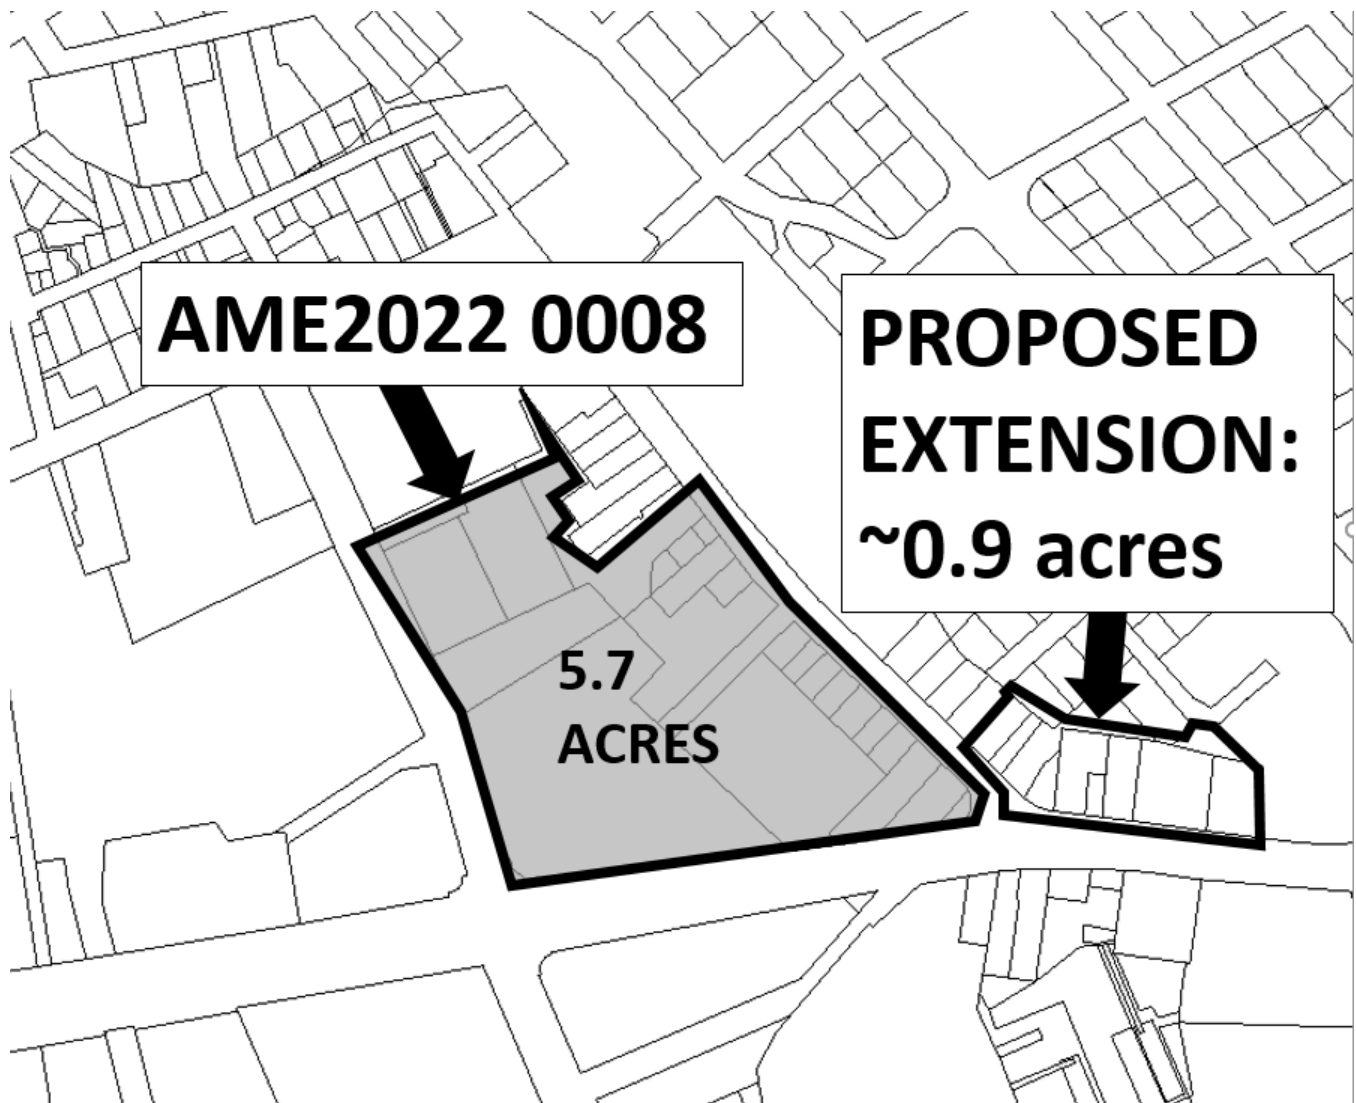 AME2022 0008
PROPOSED
EXTENSION:
~0.9 acres
5.7
ACRES